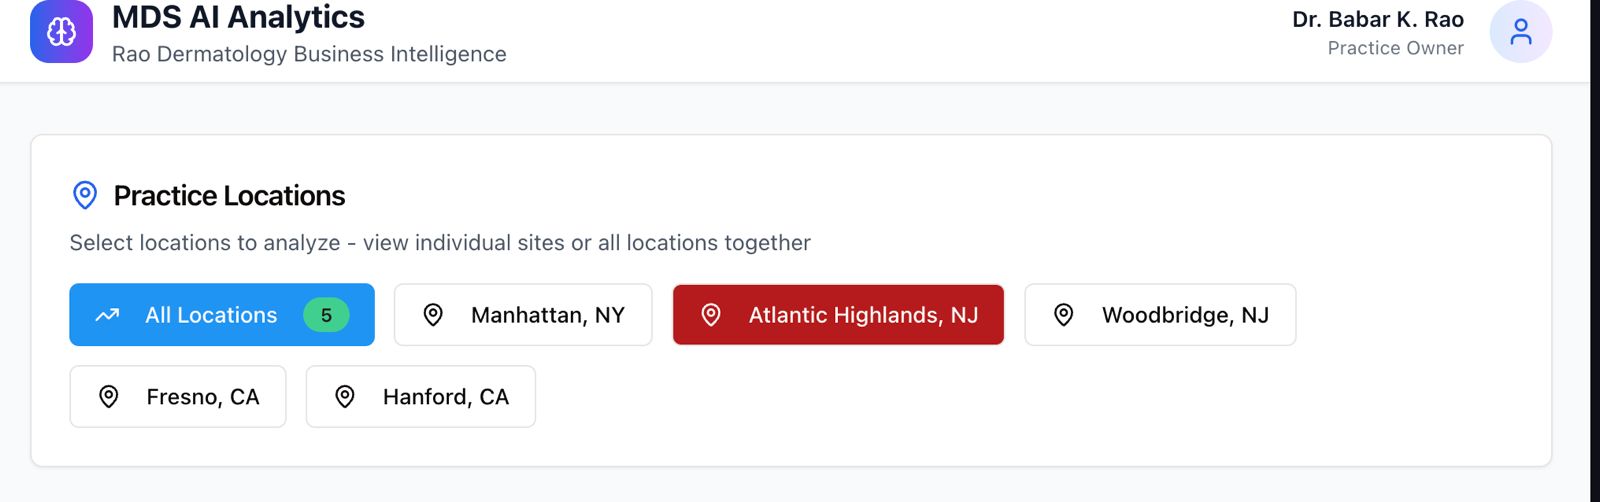 MDS AI Analytics
Rao Dermatology Business Intelligence
Dr. Babar K. Rao
Practice Owner
Practice Locations
Select locations to analyze - view individual sites or all locations together
All Locations 5 Manhattan, NY Atlantic Highlands, NJ Woodbridge, NJ
Fresno, CA Hanford, CA